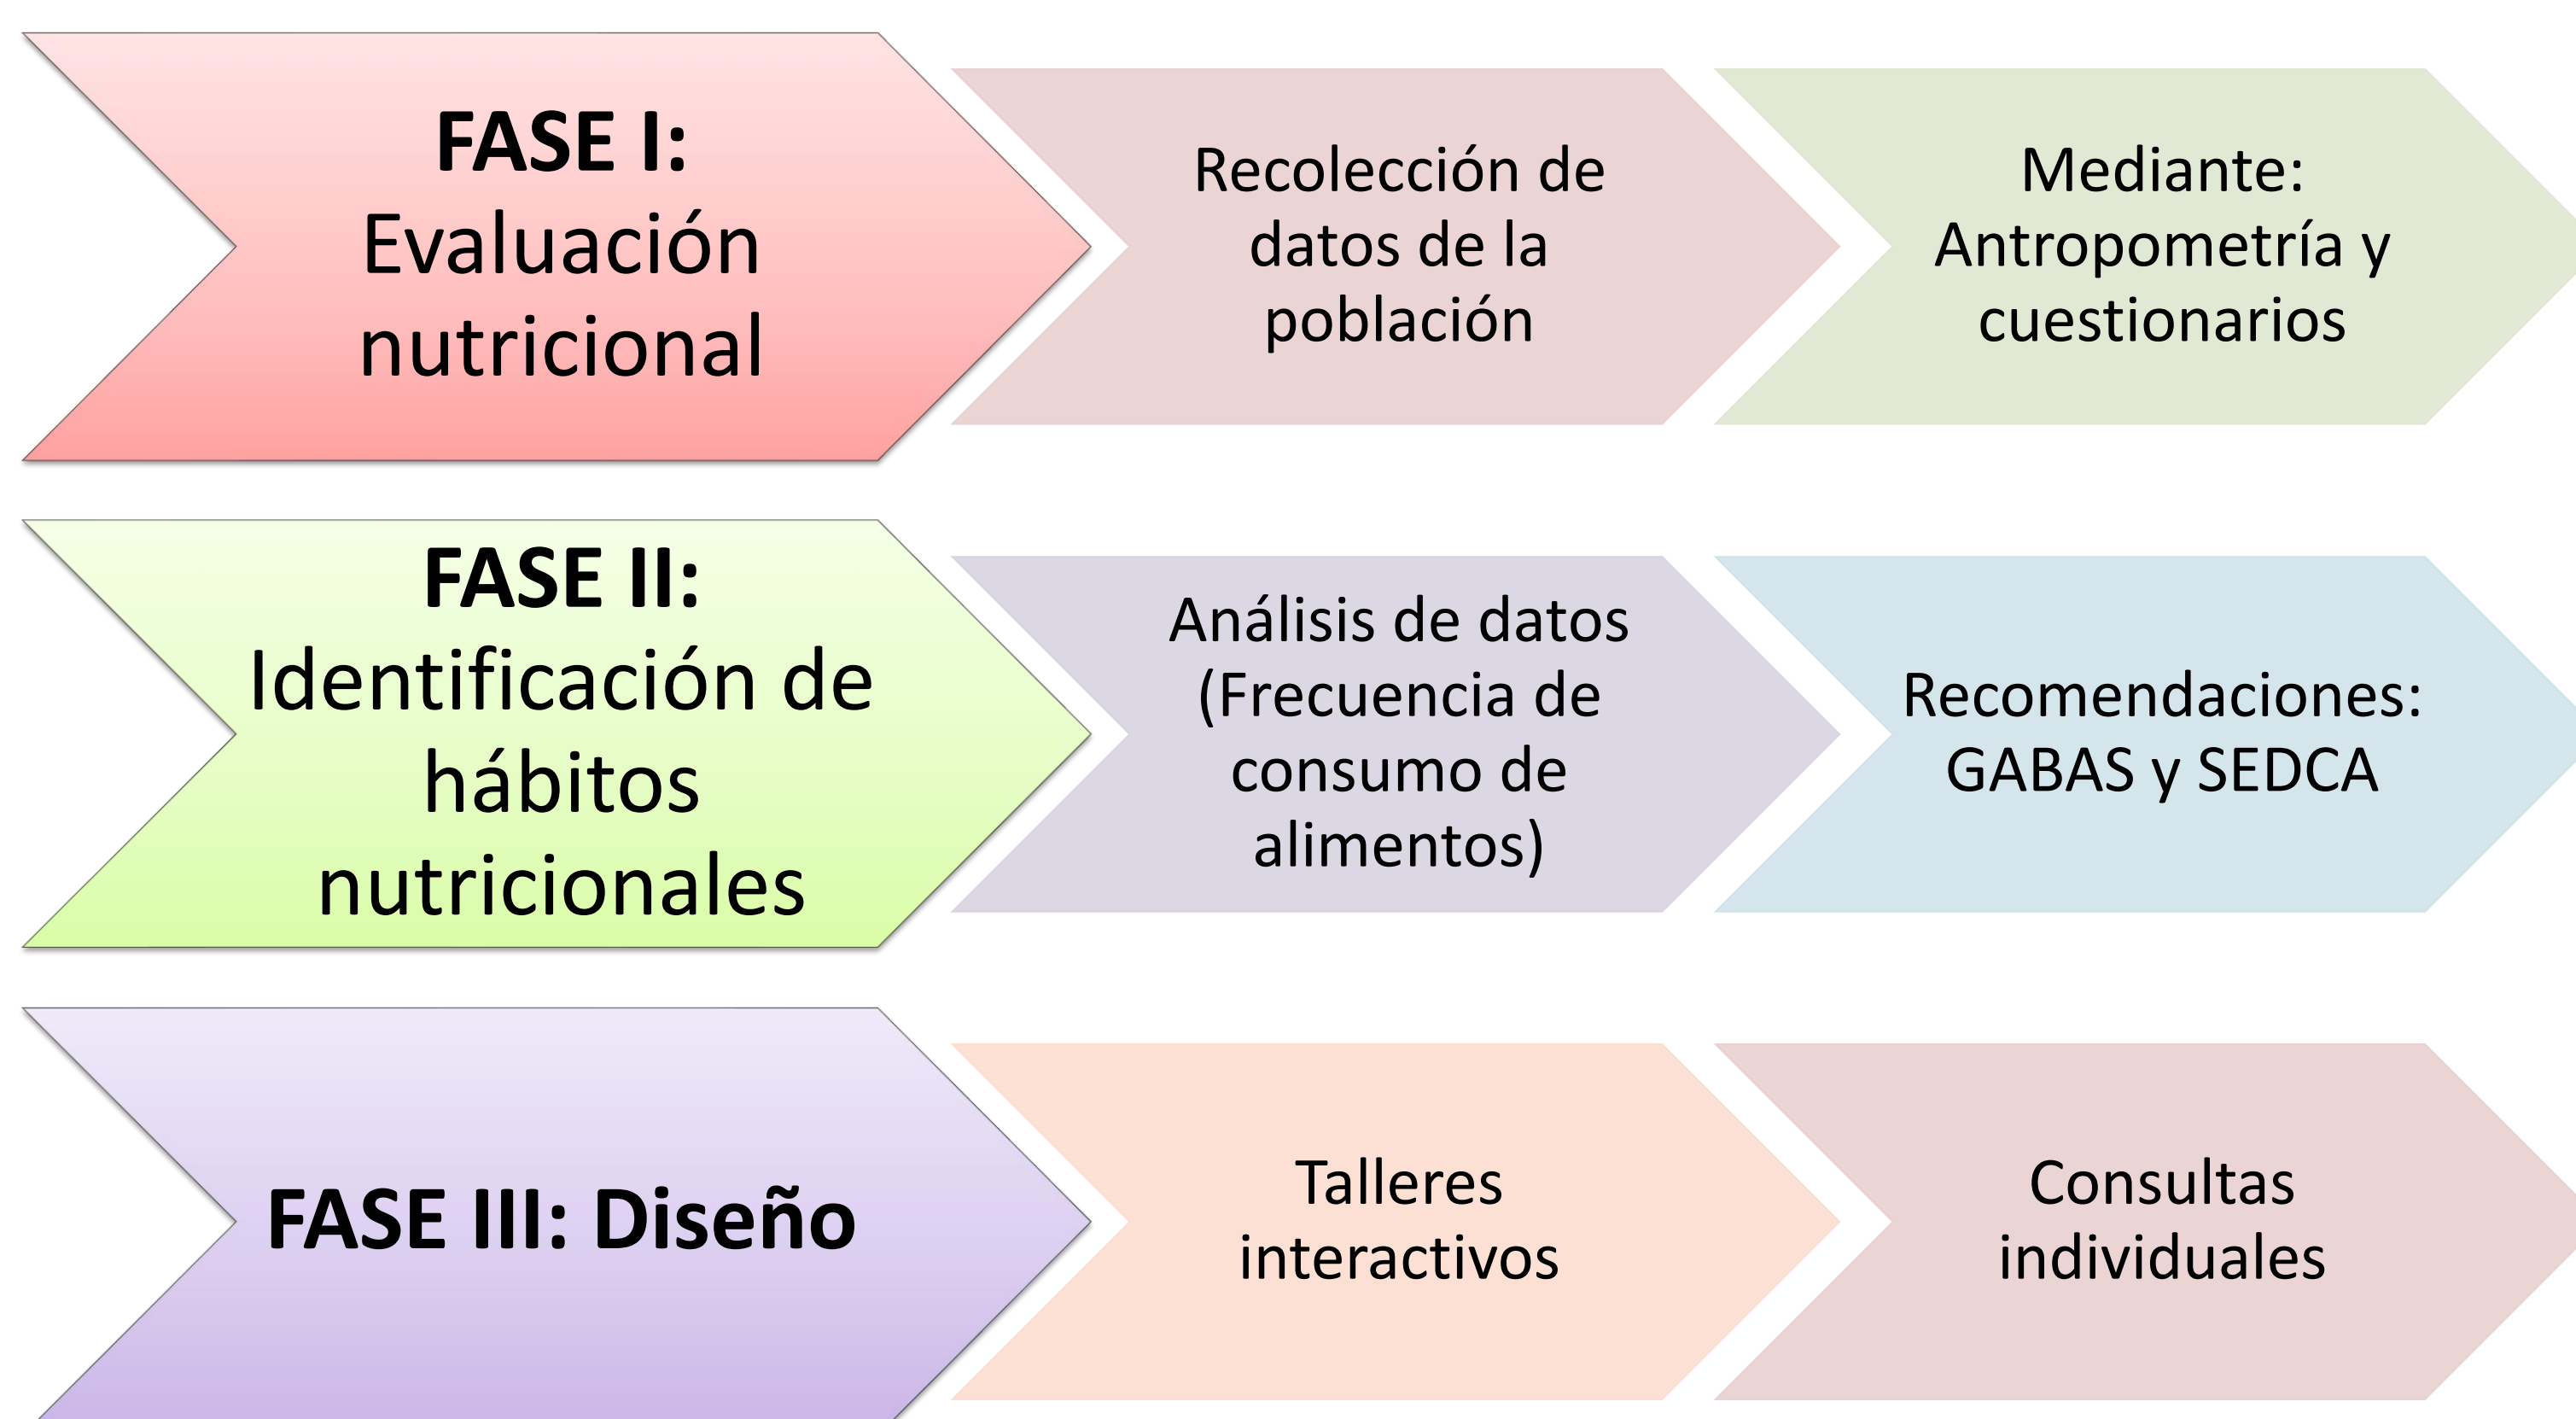 FASE I:
Evaluación
nutricional
Recolección de
datos de la
población
Mediante:
Antropometría y
cuestionarios
FASE II:
Identificación de
hábitos
nutricionales
Análisis de datos
(Frecuencia de
consumo de
alimentos)
Recomendaciones:
GABAS y SEDCA
FASE III: Diseño
Talleres
interactivos
Consultas
individuales